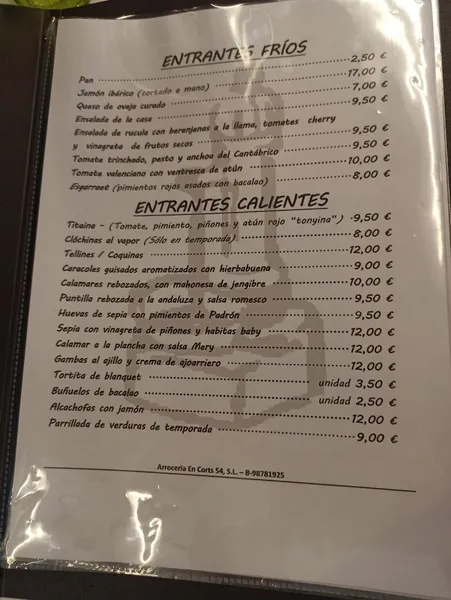 ENTRANTES FRÍOS
Pan 2,50 €
Jamón ibérico (cortado a mano) 17,00 €
Queso de oveja curado 7,00 €
Ensalada de la casa 9,50 €
Ensalada de rucula con berenjenas a la llama, tomates cherry
y vinagreta de frutos secos 9,50 €
Tomate trinchado, pesto y anchoa del Cantábrico 9,50 €
Tomate valenciano con ventresca de atún 10,00 €
Esgarraet (pimientos rojos asados con bacalao) 8,00 €
ENTRANTES CALIENTES
Titaina - (Tomate, pimiento, piñones y atún rojo "tonyina") 9,50 €
Clóchinas al vapor (Sólo en temporada) 8,00 €
Tellines / Coquinas 12,00 €
Caracoles guisados aromatizados con hierbabuena 9,00 €
Calamares rebozados, con mahonesa de jengibre 10,00 €
Puntilla rebozada a la andaluza y salsa romesco 9,50 €
Huevas de sepia con pimientos de Padrón 9,50 €
Sepia con vinagreta de piñones y habitas baby 12,00 €
Calamar a la plancha con salsa Mery 12,00 €
Gambas al ajillo y crema de ajoarriero 12,00 €
Tortita de blanquet unidad 3,50 €
Buñuelos de bacalao unidad 2,50 €
Alcachofas con jamón 12,00 €
Parrillada de verduras de temporada 9,00 €
Arroceria En Corts 54, S.L. – B-98781925